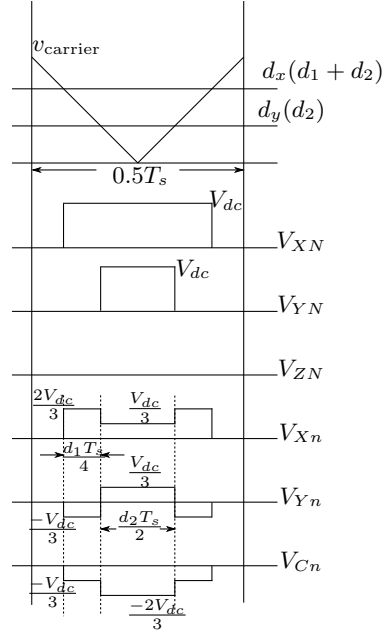 v_carrier
d_x(d_1 + d_2)
d_y(d_2)
0.5T_s
V_dc
V_XN
V_dc
V_YN
V_ZN
2V_dc/3
V_dc/3
V_Xn
d_1T_s/4
V_dc/3
V_Yn
-V_dc/3
d_2T_s/2
V_Cn
-V_dc/3
-2V_dc/3